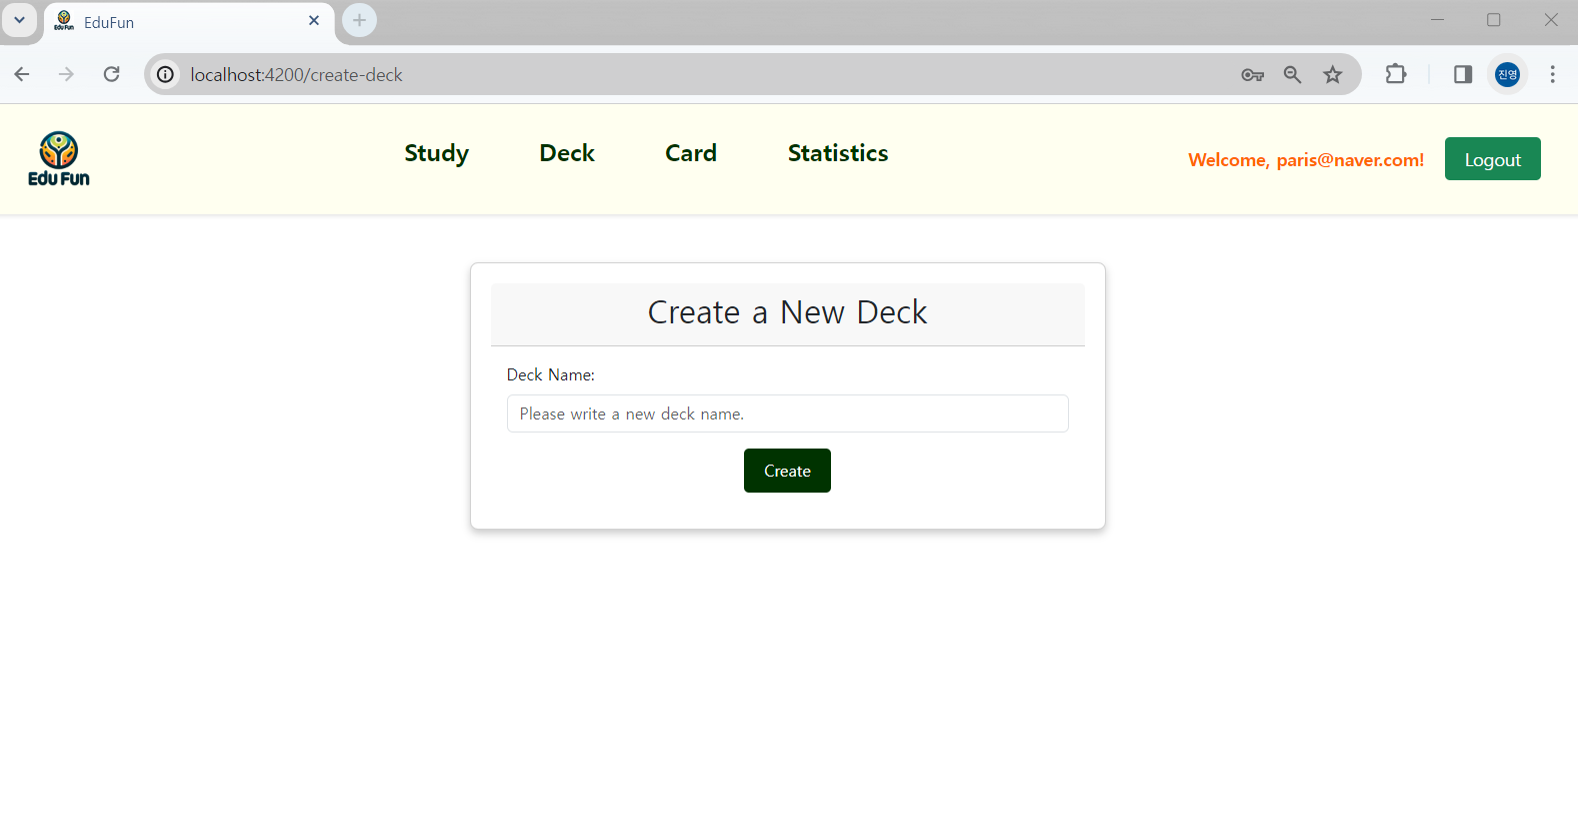 EduFun
localhost:4200/create-deck
진영
Edu Fun
Study Deck Card Statistics
Welcome, paris@naver.com!
Logout
Create a New Deck
Deck Name:
Please write a new deck name.
Create